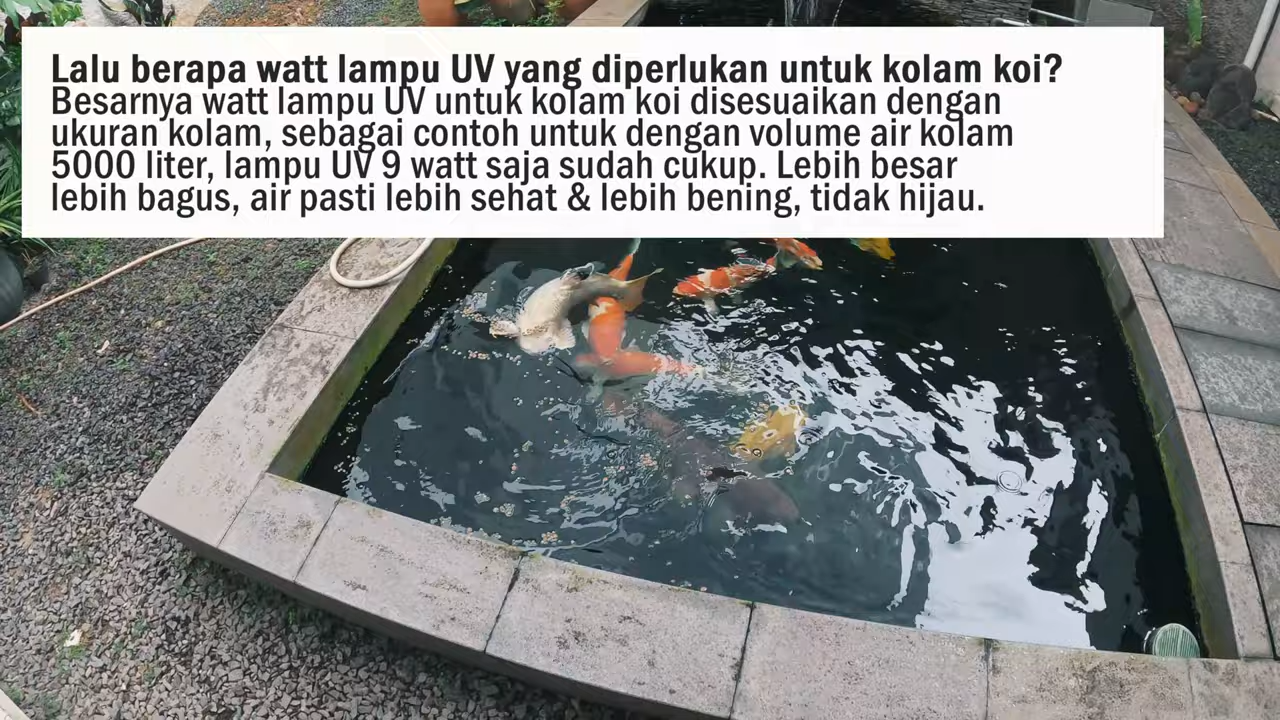 Lalu berapa watt lampu UV yang diperlukan untuk kolam koi?
Besarnya watt lampu UV untuk kolam koi disesuaikan dengan
ukuran kolam, sebagai contoh untuk dengan volume air kolam
5000 liter, lampu UV 9 watt saja sudah cukup. Lebih besar
lebih bagus, air pasti lebih sehat & lebih bening, tidak hijau.